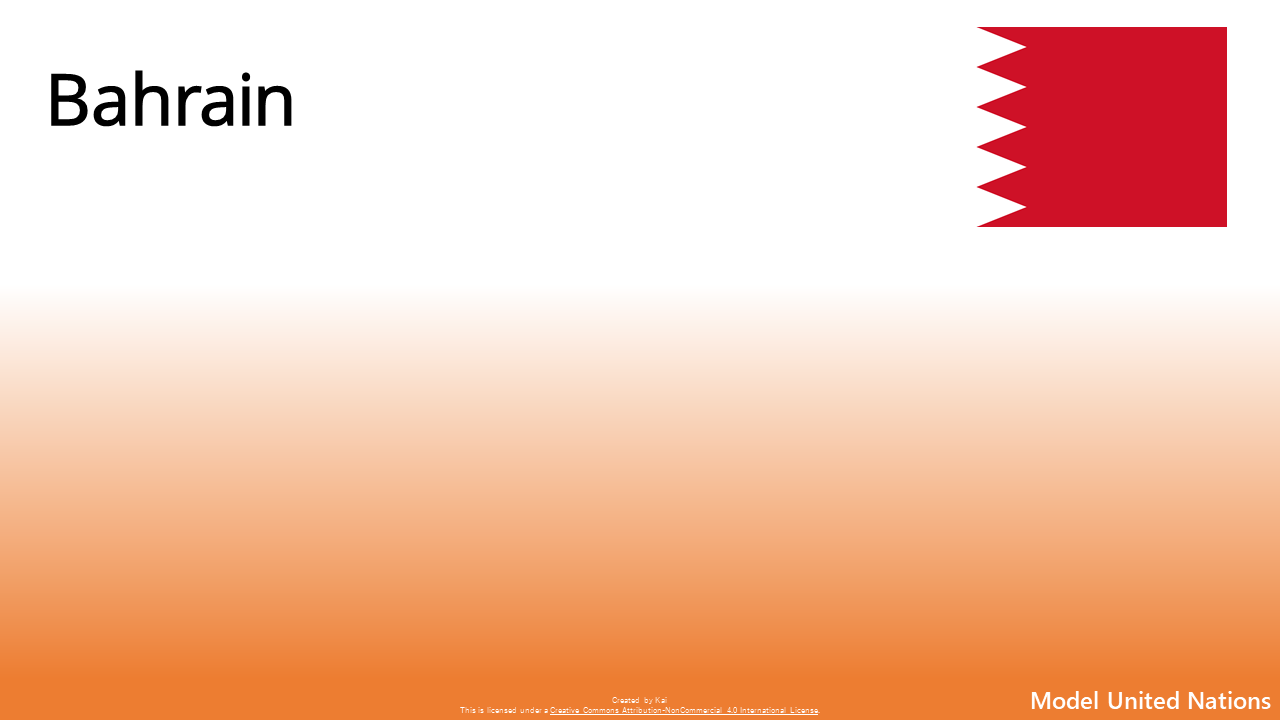 Bahrain
Created by Kai
This is licensed under a Creative Commons Attribution-NonCommercial 4.0 International License.
Model United Nations